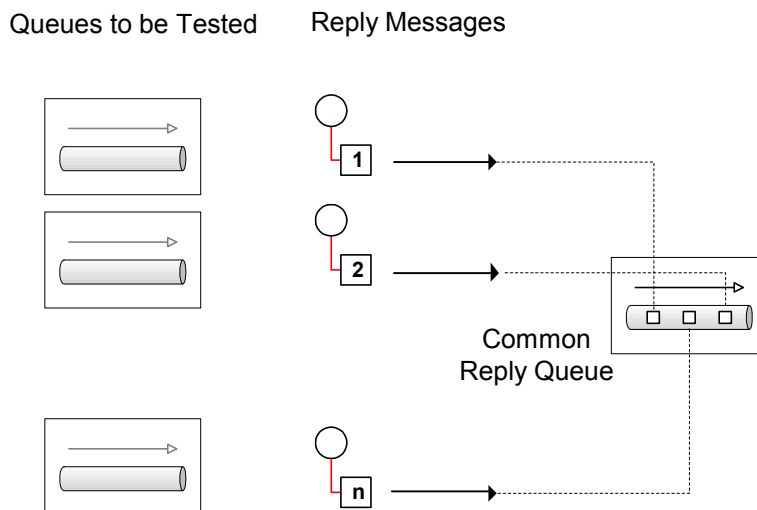 Queues to be Tested
Reply Messages
1
2
Common
Reply Queue
n